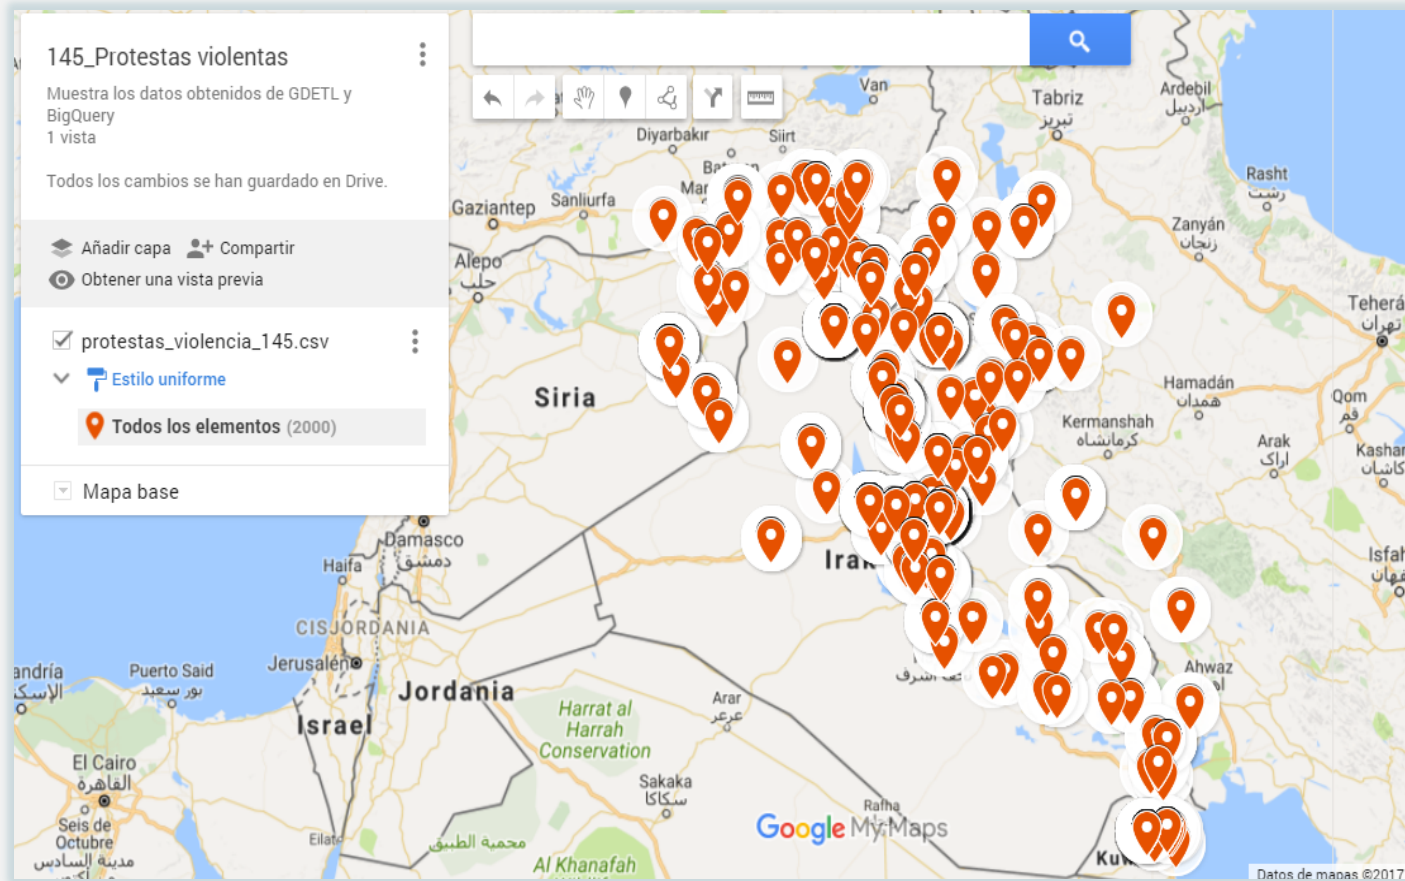 145_Protestas violentas
Muestra los datos obtenidos de GDETL y
BigQuery
1 vista
Todos los cambios se han guardado en Drive.
Añadir capa Compartir
Obtener una vista previa
protestas_violencia_145.csv
Estilo uniforme
Todos los elementos (2000)
Mapa base
Van
Tabriz
تبریز
Ardebil
اردبیل
Diyarbakır
Siirt
Rasht
رشت
Gaziantep
Sanliurfa
Zanyán
زنجان
Alepo
حلب
Teherá
تهران
Siria
Hamadán
همدان
Qom
قم
Kermanshah
کرمانشاه
Arak
اراک
Kashan
کاشان
Damasco
دمشق
Haifa
Irak
Isfah
CISJORDANIA
Jerusalén
andría
Puerto Said
بور سعيد
Ahwaz
Jordania
Arar
عرعر
Israel
Harrat al
Harrah
Conservation
El Cairo
القاهرة
Sakaka
سكاكا
Rafha
Google My Maps
Seis de
Octubre
مدينة السادس
Eilat
محمية الطبيق
Al Khanafah
Kuw
Datos de mapas ©2017